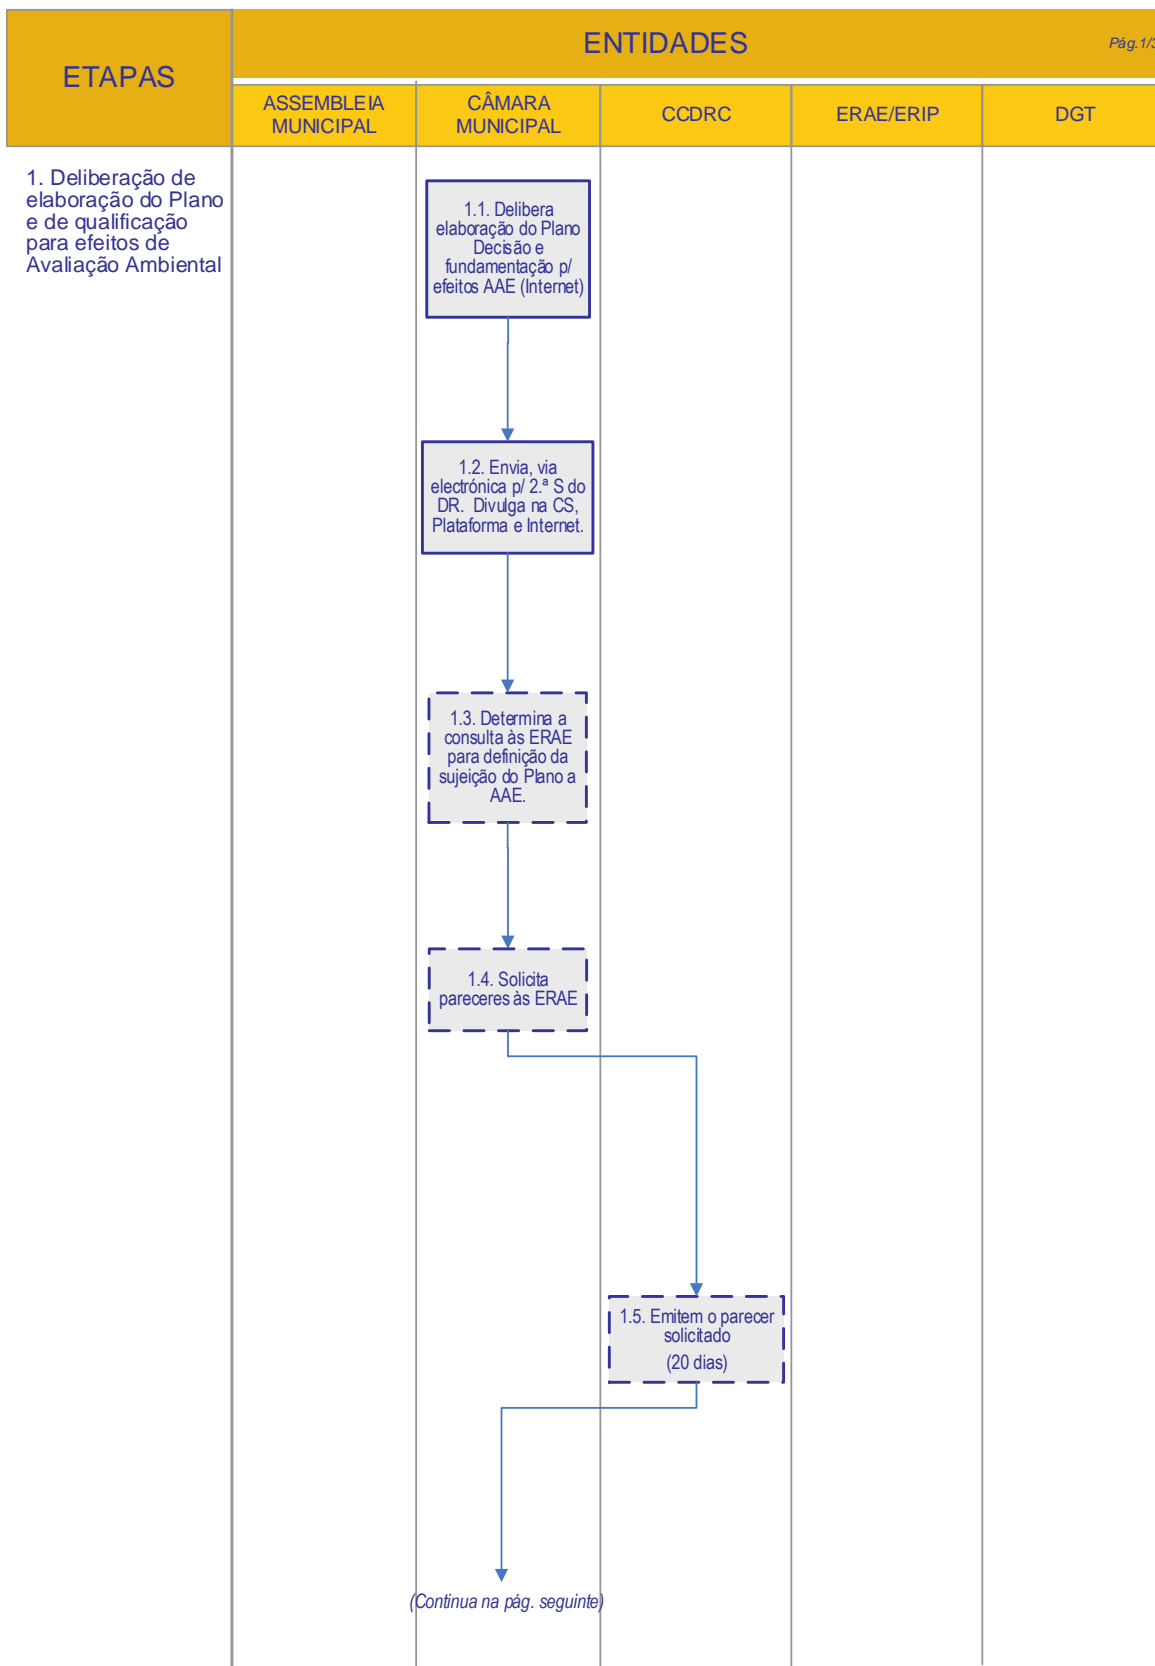 ETAPAS
ENTIDADES
Pág.1/3
ASSEMBLEIA
MUNICIPAL
CÂMARA
MUNICIPAL
CCDRC
ERAE/ERIP
DGT
1. Deliberação de
elaboração do Plano
e de qualificação
para efeitos de
Avaliação Ambiental
1.1. Delibera
elaboração do Plano
Decisão e
fundamentação p/
efeitos AAE (Internet)
1.2. Envia, via
electrónica p/ 2.ª S do
DR. Divulga na CS,
Plataforma e Internet.
1.3. Determina a
consulta às ERAE
para definição da
sujeição do Plano a
AAE.
1.4. Solicita
pareceres às ERAE
1.5. Emitem o parecer
solicitado
(20 dias)
(Continua na pág. seguinte)